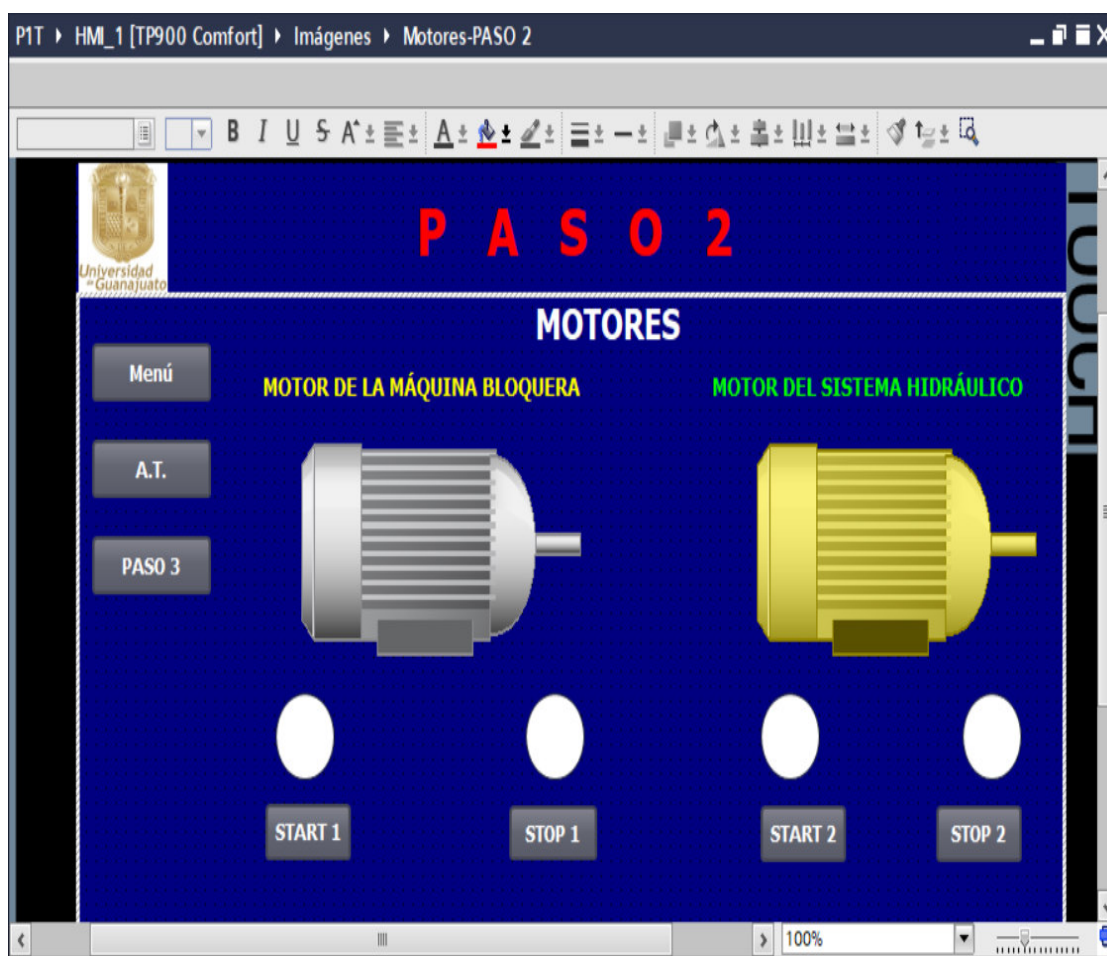 P1T ▸ HMI_1 [TP900 Comfort] ▸ Imágenes ▸ Motores-PASO 2
B I U S A A
Universidad
de Guanajuato
P A S O 2
TOUCH
MOTORES
Menú
MOTOR DE LA MÁQUINA BLOQUERA
MOTOR DEL SISTEMA HIDRÁULICO
A.T.
PASO 3
START 1
STOP 1
START 2
STOP 2
100%